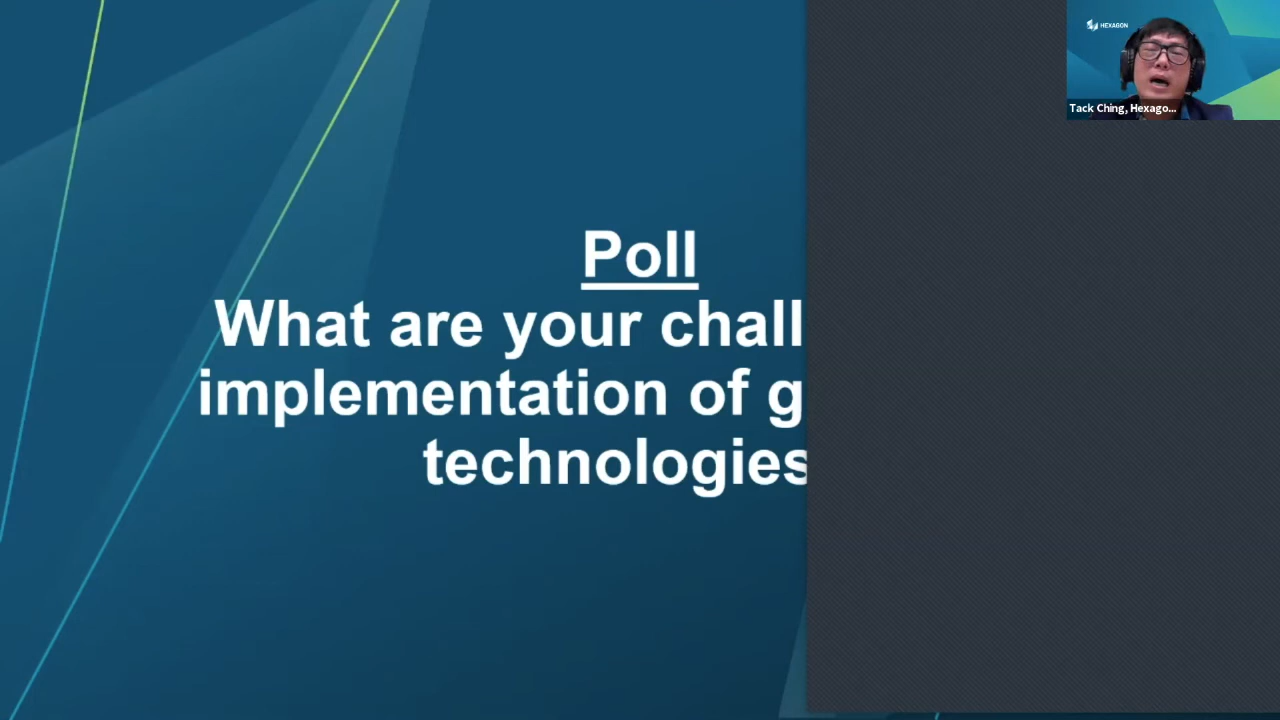 HEXAGON
Tack Ching, Hexago...
Poll
What are your chall
implementation of g
technologies